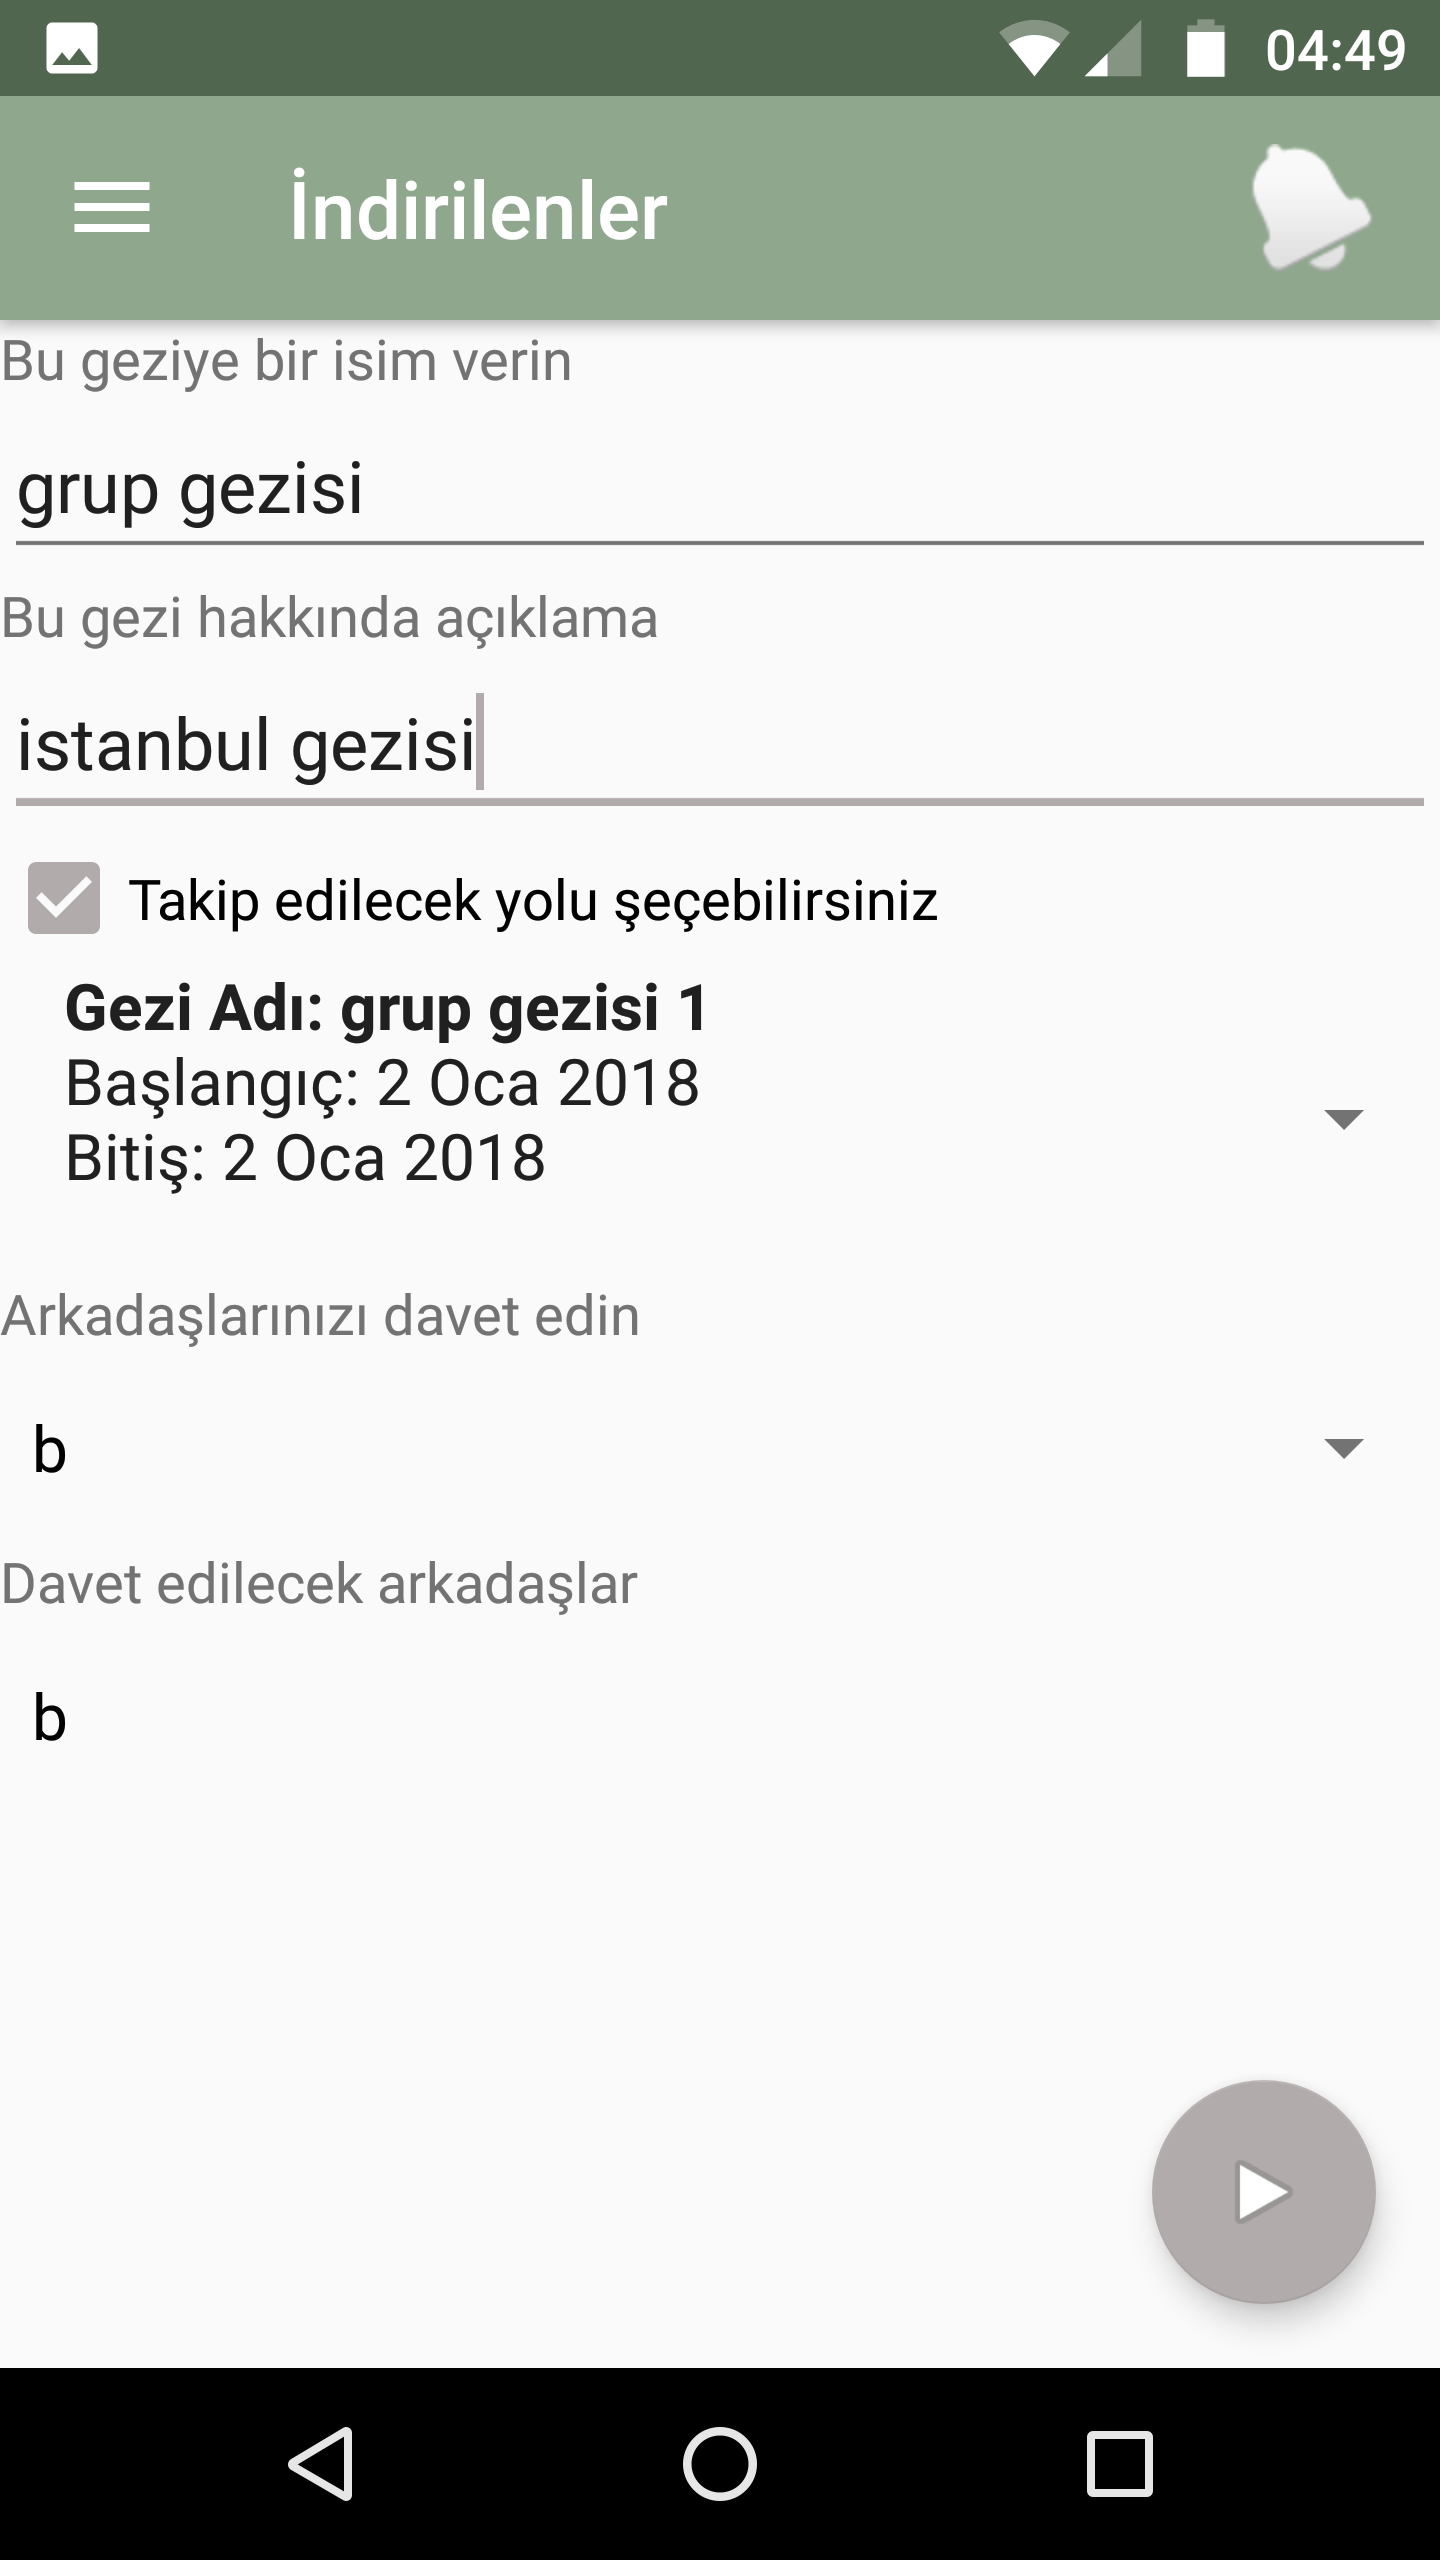 04:49
İndirilenler
Bu geziye bir isim verin
grup gezisi
Bu gezi hakkında açıklama
istanbul gezisi
Takip edilecek yolu şeçebilirsiniz
Gezi Adı: grup gezisi 1
Başlangıç: 2 Oca 2018
Bitiş: 2 Oca 2018
Arkadaşlarınızı davet edin
b
Davet edilecek arkadaşlar
b